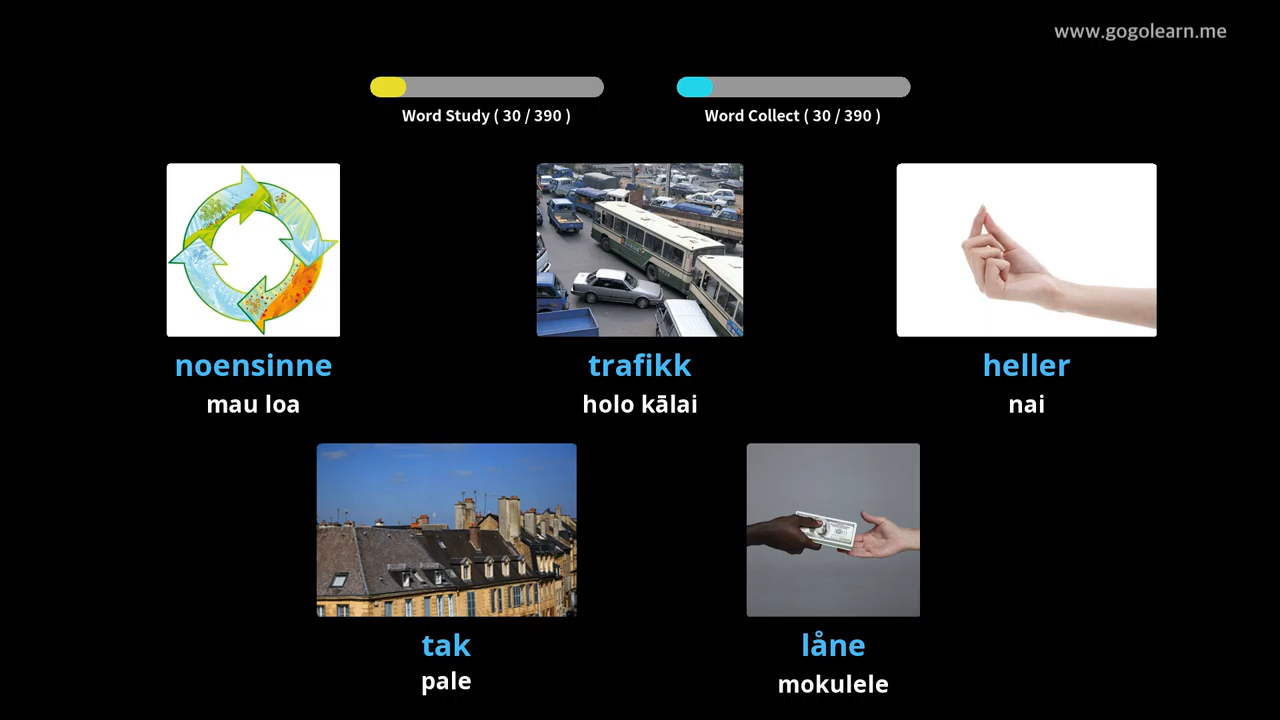 www.gogolearn.me
Word Study ( 30 / 390 )
Word Collect ( 30 / 390 )
noensinne
mau loa
trafikk
holo kālai
heller
nai
tak
pale
låne
mokulele